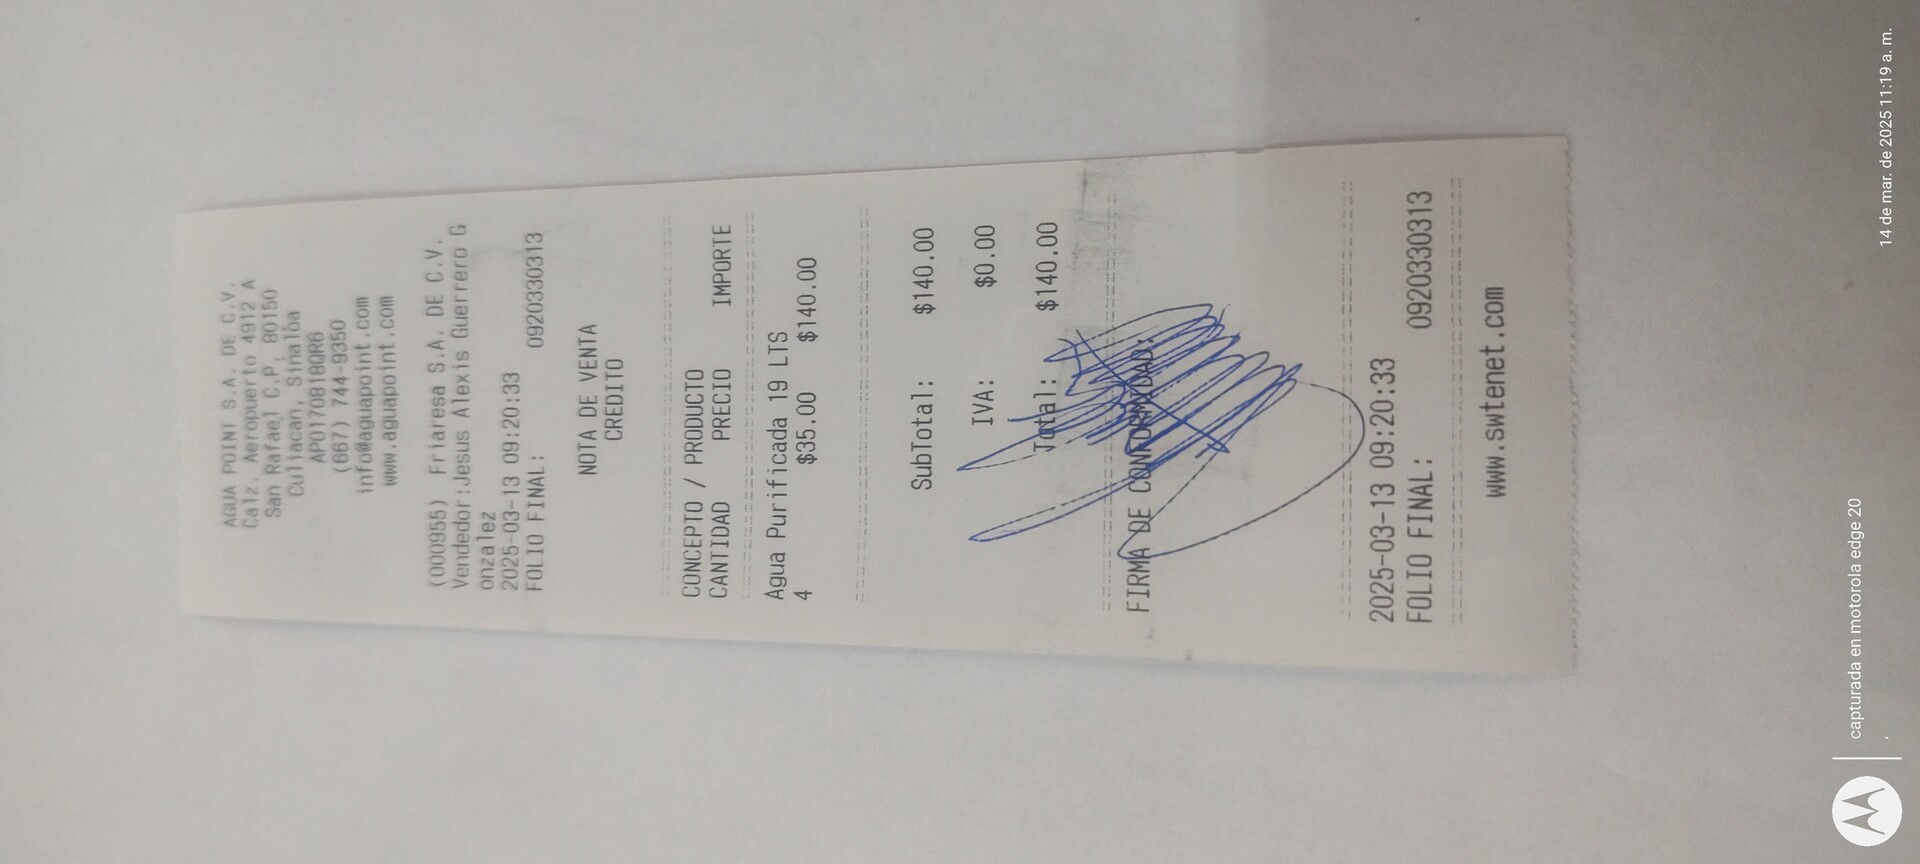 AGUA POINT S.A. DE C.V.
Calz. Aeropuerto 4912 A
San Rafael C.P. 80150
Culiacan, Sinaloa
APO170818QR6
(667) 744-9350
info@aguapoint.com
www.aguapoint.com
(000955) Friaresa S.A. DE C.V.
Vendedor:Jesus Alexis Guerrero G
onzalez
2025-03-13 09:20:33
FOLIO FINAL: 0920330313
NOTA DE VENTA
CREDITO
CONCEPTO / PRODUCTO
CANTIDAD PRECIO IMPORTE
Agua Purificada 19 LTS
4 $35.00 $140.00
SubTotal: $140.00
IVA: $0.00
Total: $140.00
FIRMA DE CONFORMIDAD:
2025-03-13 09:20:33
FOLIO FINAL: 0920330313
www.swtenet.com
capturada en motorola edge 20
14 de mar. de 2025 11:19 a. m.